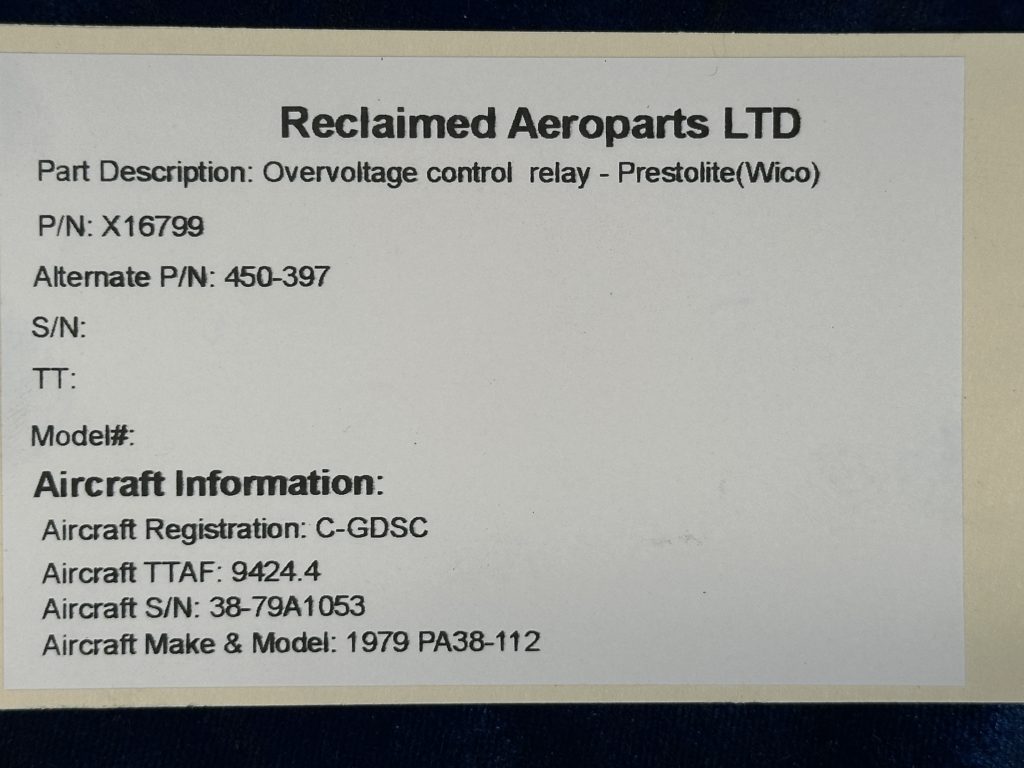 Reclaimed Aeroparts LTD
Part Description: Overvoltage control relay - Prestolite(Wico)
P/N: X16799
Alternate P/N: 450-397
S/N:
TT:
Model#:
Aircraft Information:
Aircraft Registration: C-GDSC
Aircraft TTAF: 9424.4
Aircraft S/N: 38-79A1053
Aircraft Make & Model: 1979 PA38-112